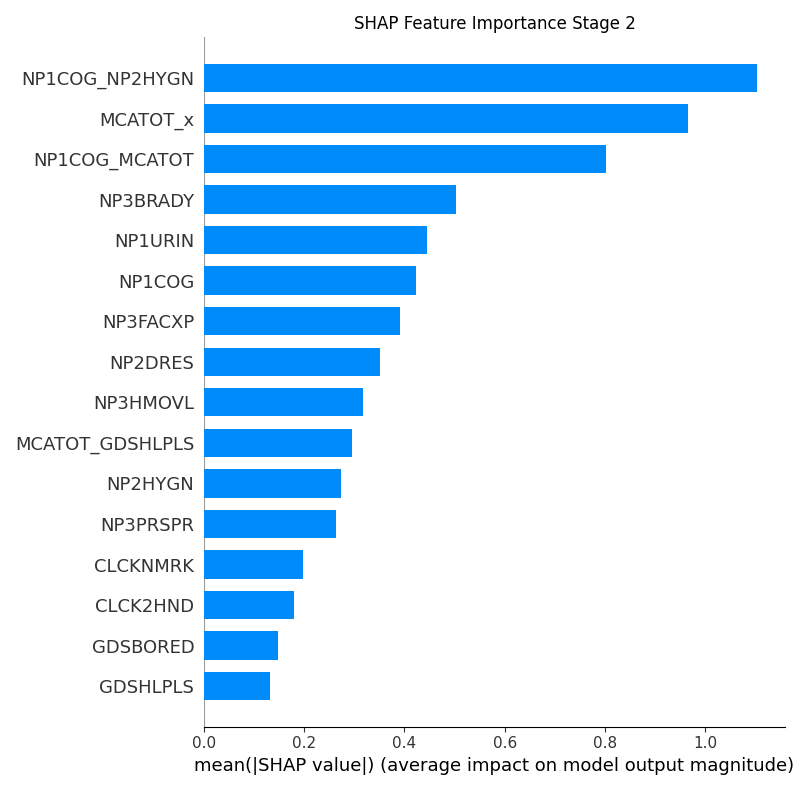 SHAP Feature Importance Stage 2
NP1COG_NP2HYGN
MCATOT_x
NP1COG_MCATOT
NP3BRADY
NP1URIN
NP1COG
NP3FACXP
NP2DRES
NP3HMOVL
MCATOT_GDSHLPLS
NP2HYGN
NP3PRSPR
CLCKNMRK
CLCK2HND
GDSBORED
GDSHLPLS
0.0 0.2 0.4 0.6 0.8 1.0
mean(|SHAP value|) (average impact on model output magnitude)